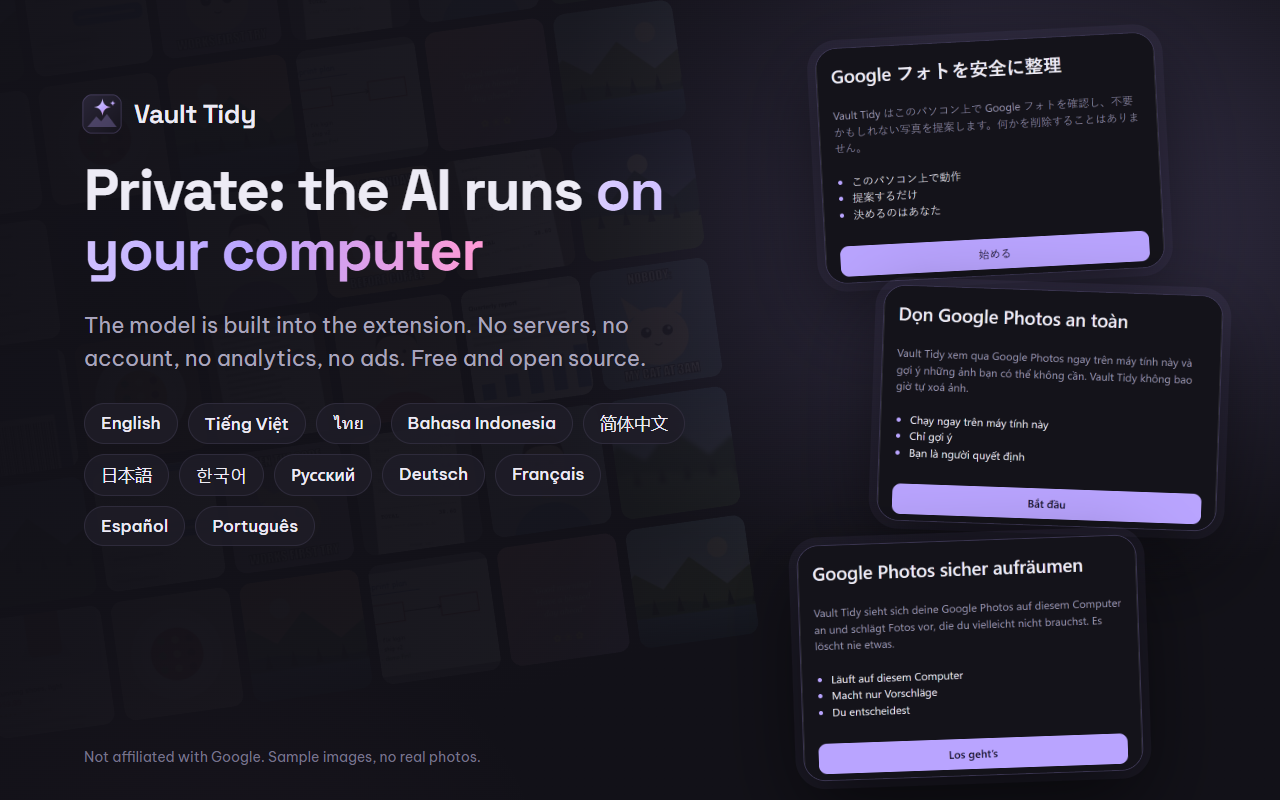 Vault Tidy
Private: the AI runs on
your computer
The model is built into the extension. No servers, no
account, no analytics, no ads. Free and open source.
English
Tiếng Việt
ไทย
Bahasa Indonesia
简体中文
日本語
한국어
Русский
Deutsch
Français
Español
Português
Not affiliated with Google. Sample images, no real photos.
Google フォトを安全に整理
Vault Tidy はこのパソコン上で Google フォトを確認し、不要
かもしれない写真を提案します。何かを削除することはありま
せん。
このパソコン上で動作
提案するだけ
決めるのはあなた
始める
Dọn Google Photos an toàn
Vault Tidy xem qua Google Photos ngay trên máy tính này và
gợi ý những ảnh bạn có thể không cần. Vault Tidy không bao
giờ tự xoá ảnh.
Chạy ngay trên máy tính này
Chỉ gợi ý
Bạn là người quyết định
Bắt đầu
Google Photos sicher aufräumen
Vault Tidy sieht sich deine Google Photos auf diesem Computer
an und schlägt Fotos vor, die du vielleicht nicht brauchst. Es
löscht nie etwas.
Läuft auf diesem Computer
Macht nur Vorschläge
Du entscheidest
Los geht's